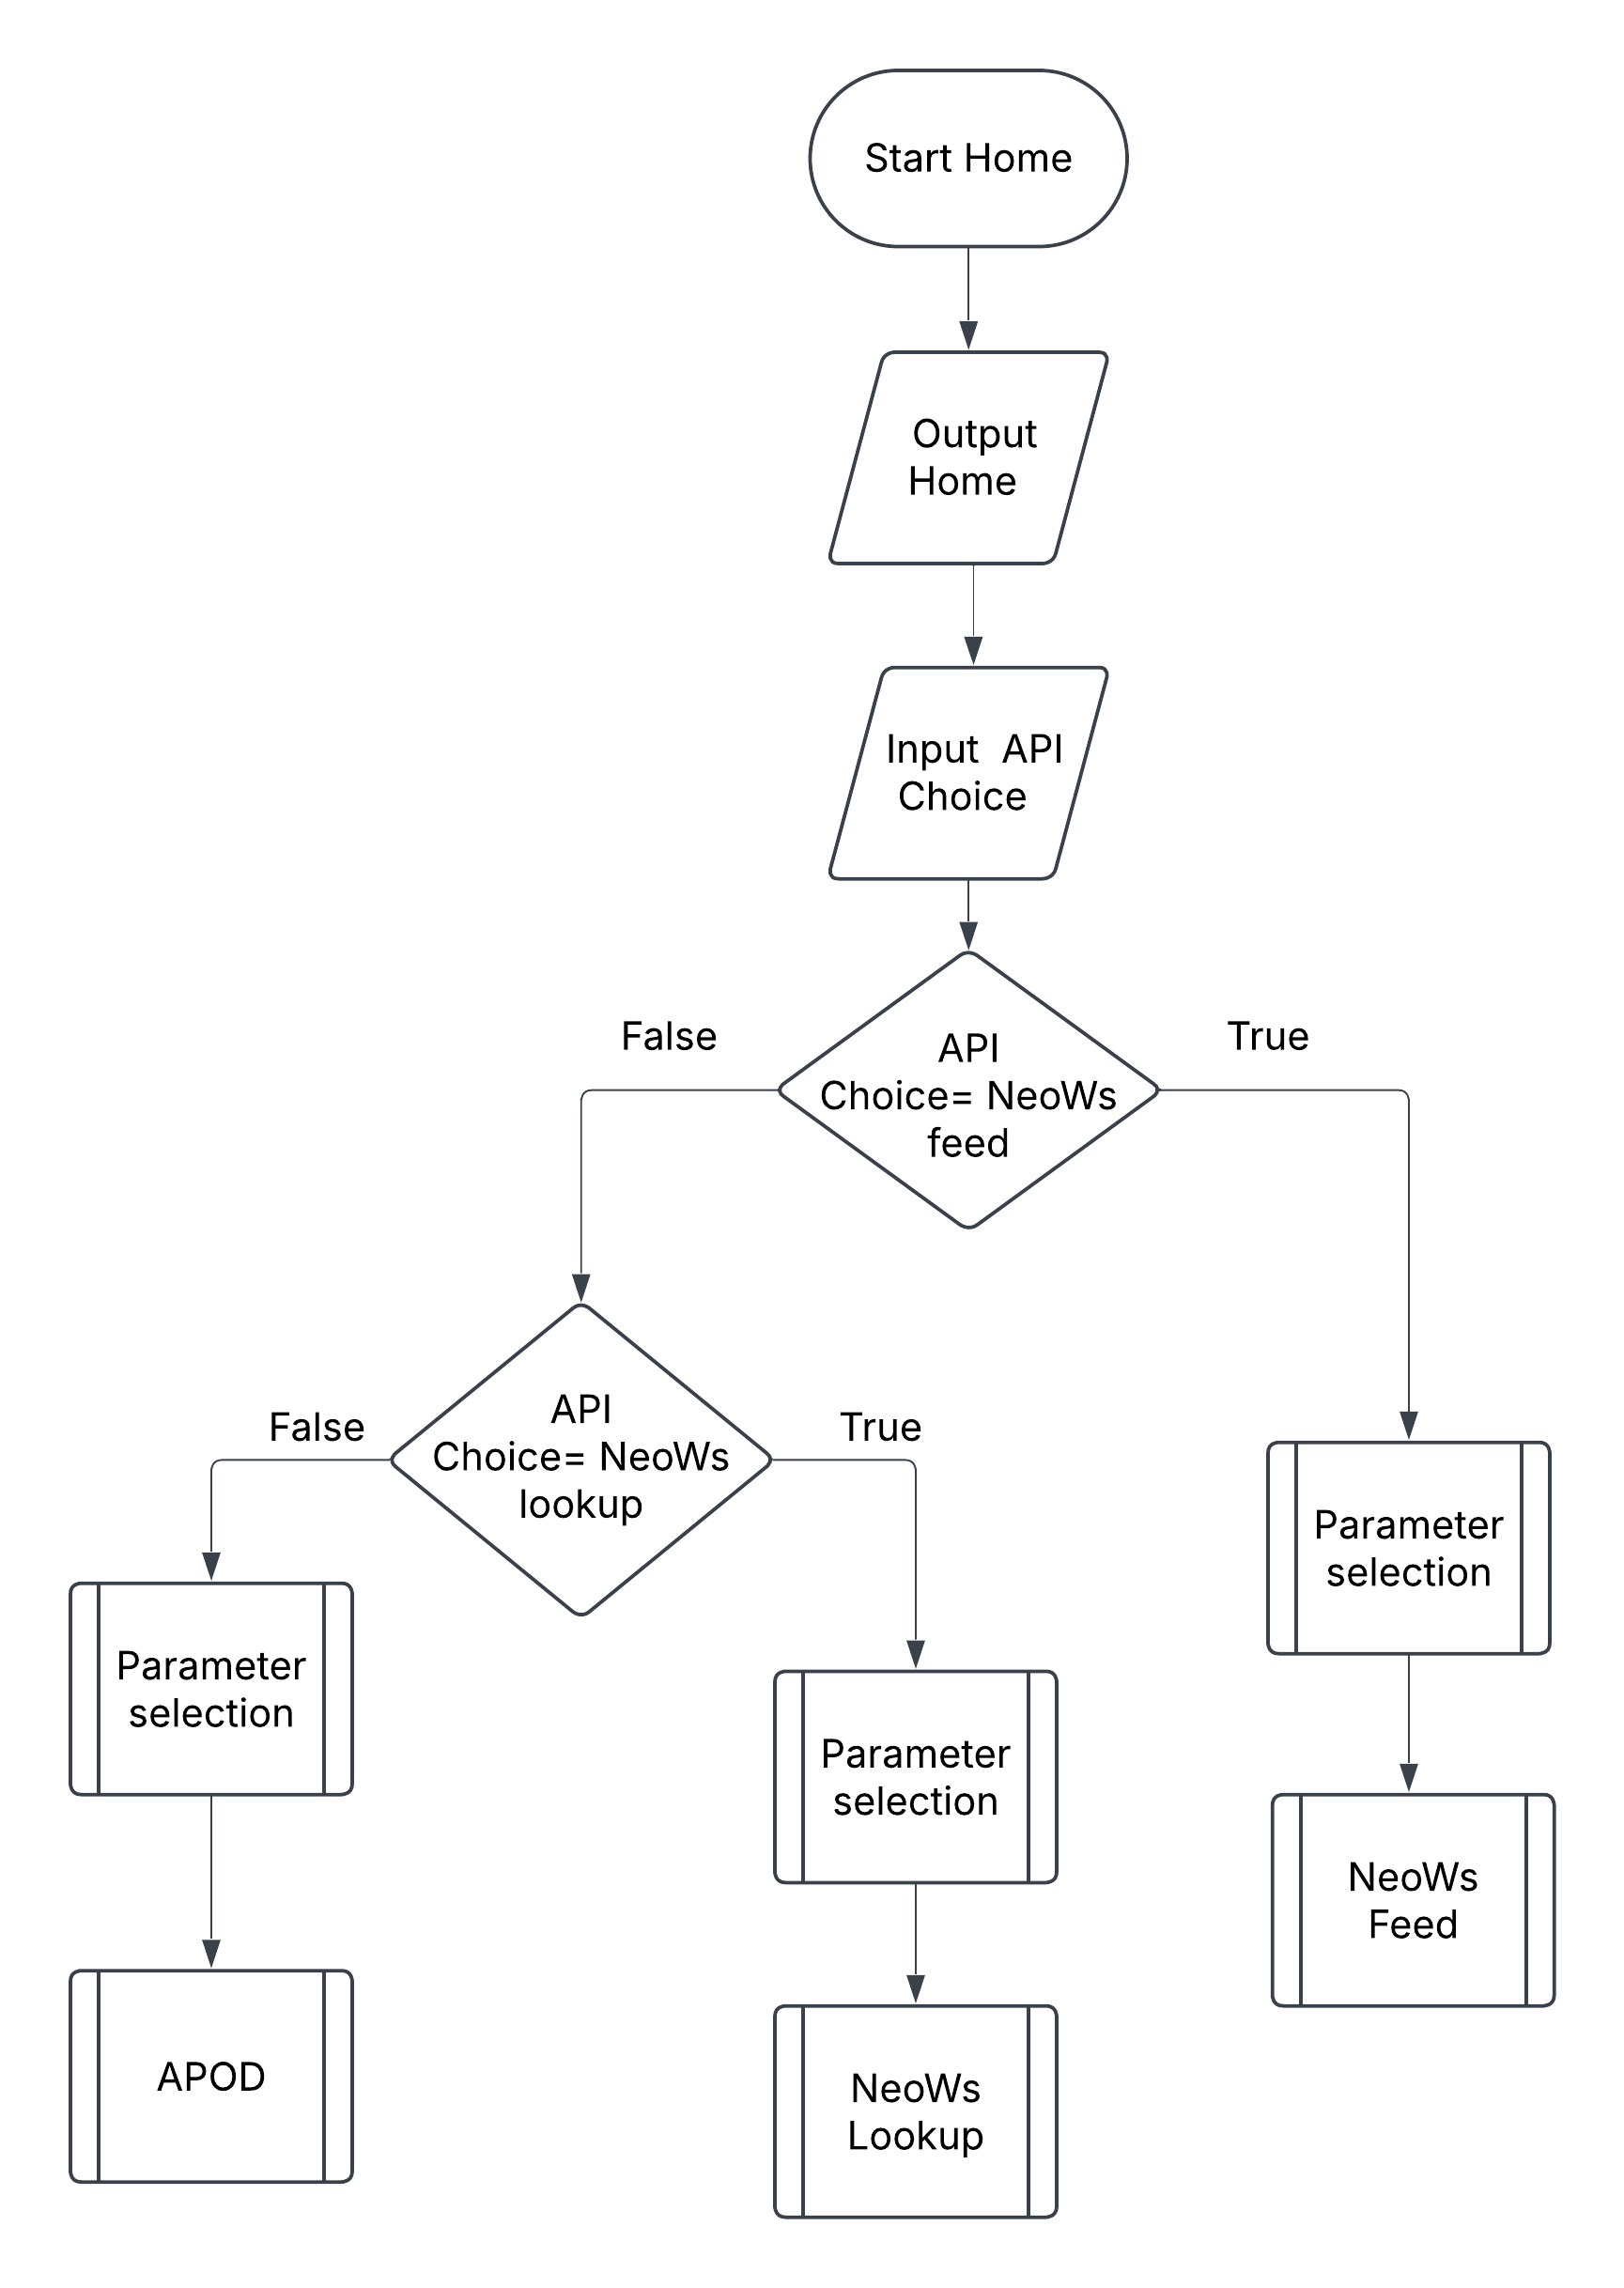 Start Home
Output
Home
Input  API
Choice
False
True
API
Choice= NeoWs
feed
False
True
API
Choice= NeoWs
lookup
Parameter
selection
Parameter
selection
Parameter
selection
NeoWs
Feed
APOD
NeoWs
Lookup